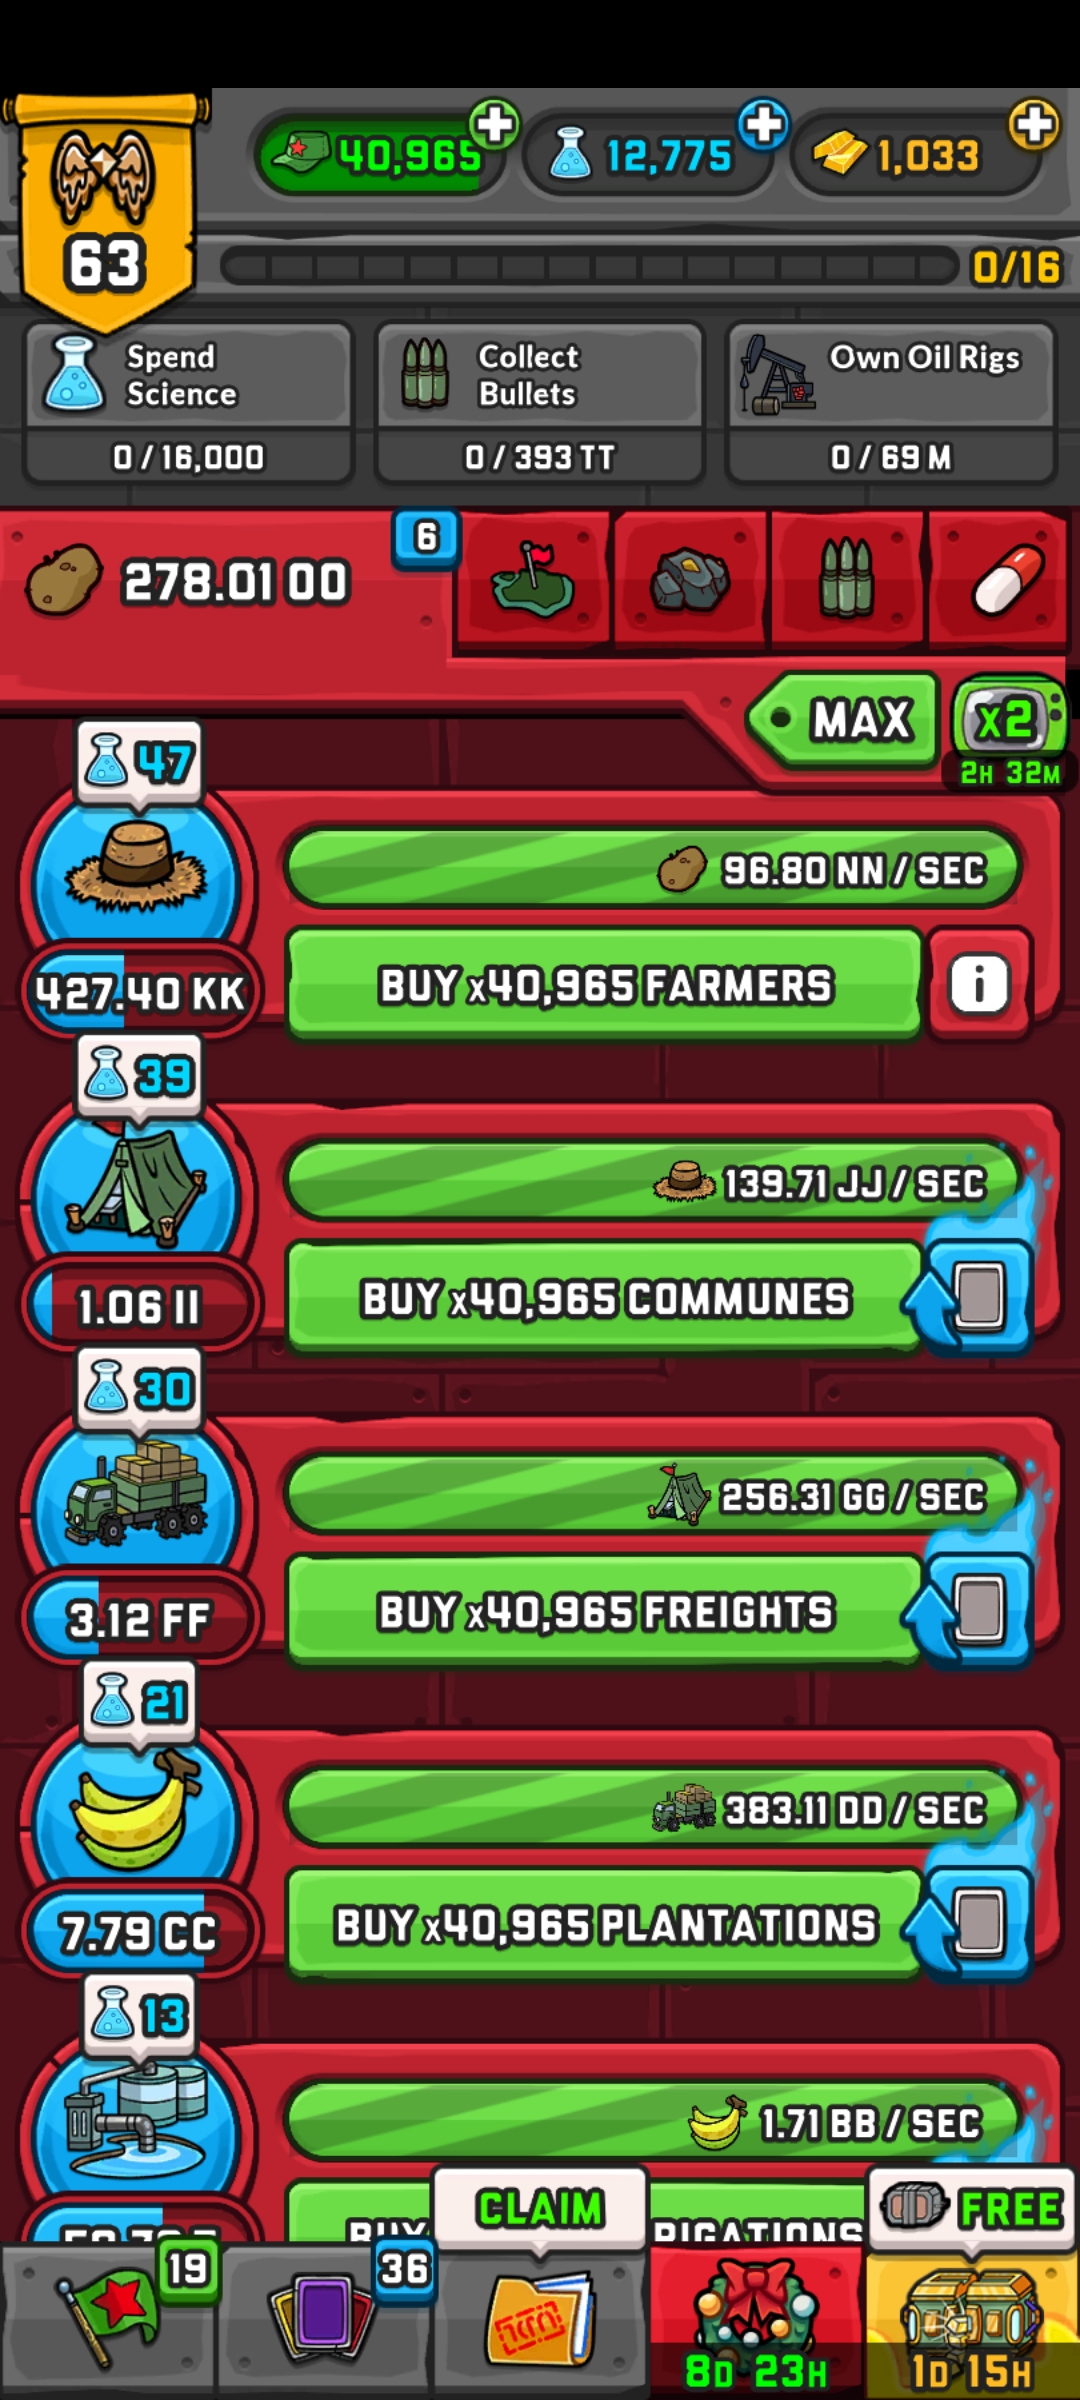 40,965
12,775
1,033
63
0/16
Spend
Science
0 / 16,000
Collect
Bullets
0 / 393 TT
Own Oil Rigs
0 / 69 M
278.01 OO
6
MAX
x2
2H 32M
47
96.80 NN / SEC
BUY x40,965 FARMERS
i
427.40 KK
39
139.71 JJ / SEC
BUY x40,965 COMMUNES
1.06 II
30
256.31 GG / SEC
BUY x40,965 FREIGHTS
3.12 FF
21
383.11 DD / SEC
BUY x40,965 PLANTATIONS
7.79 CC
13
1.71 BB / SEC
BUY
CLAIM
FREE
19
36
8D 23H
1D 15H